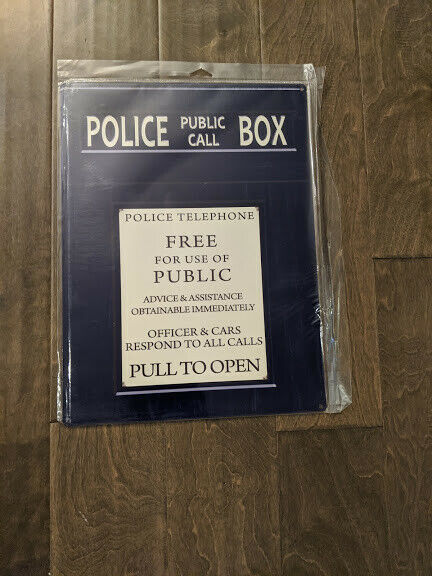 POLICE PUBLIC CALL BOX
POLICE TELEPHONE
FREE
FOR USE OF
PUBLIC
ADVICE & ASSISTANCE
OBTAINABLE IMMEDIATELY
OFFICER & CARS
RESPOND TO ALL CALLS
PULL TO OPEN